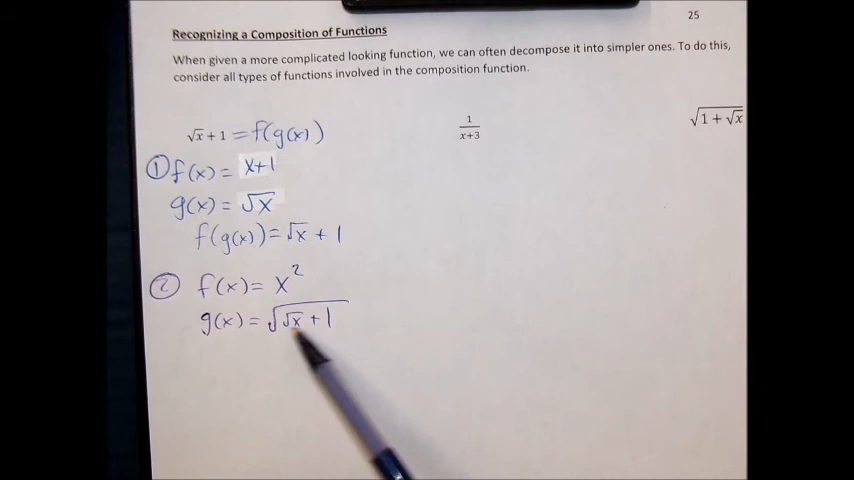 25
Recognizing a Composition of Functions
When given a more complicated looking function, we can often decompose it into simpler ones. To do this,
consider all types of functions involved in the composition function.
√x + 1 = f(g(x))
1/(x+3)
√(1 + √x)
① f(x) = x+1
g(x) = √x
f(g(x)) = √x + 1
② f(x) = x²
g(x) = √(√x + 1)